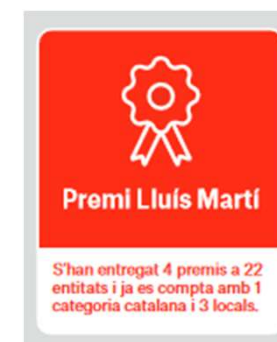 Premi Lluís Martí
S'han entregat 4 premis a 22
entitats i ja es compta amb 1
categoria catalana i 3 locals.